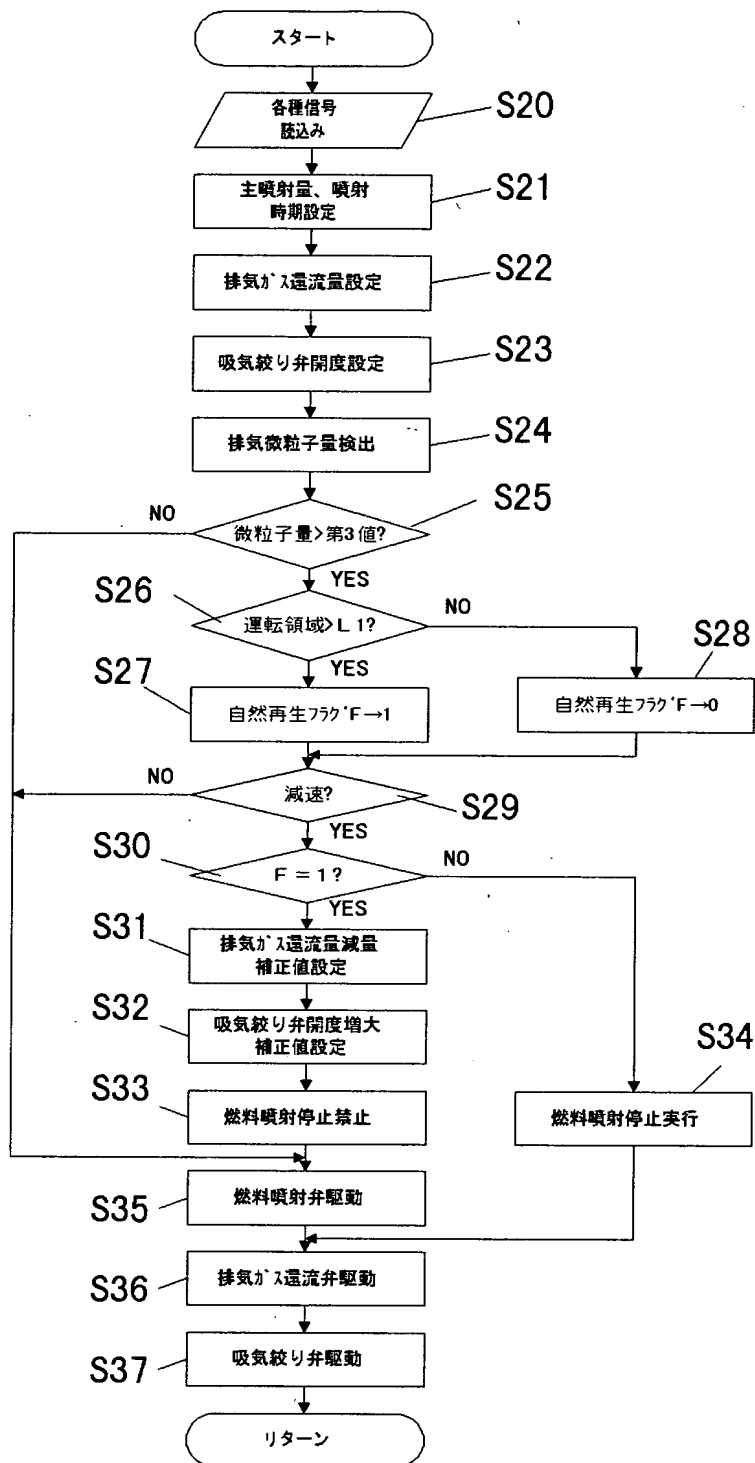 スタート
各種信号
読込み
S20
主噴射量、噴射
時期設定
S21
排気ガス還流量設定
S22
吸気絞り弁開度設定
S23
排気微粒子量検出
S24
S25
NO
微粒子量>第3値?
YES
S26
運転領域>L1?
NO
YES
S27
自然再生フラグF→1
S28
自然再生フラグF→0
NO
減速?
S29
YES
S30
F=1?
NO
YES
S31
排気ガス還流量減量
補正値設定
S32
吸気絞り弁開度増大
補正値設定
S33
燃料噴射停止禁止
S34
燃料噴射停止実行
S35
燃料噴射弁駆動
S36
排気ガス還流弁駆動
S37
吸気絞り弁駆動
リターン